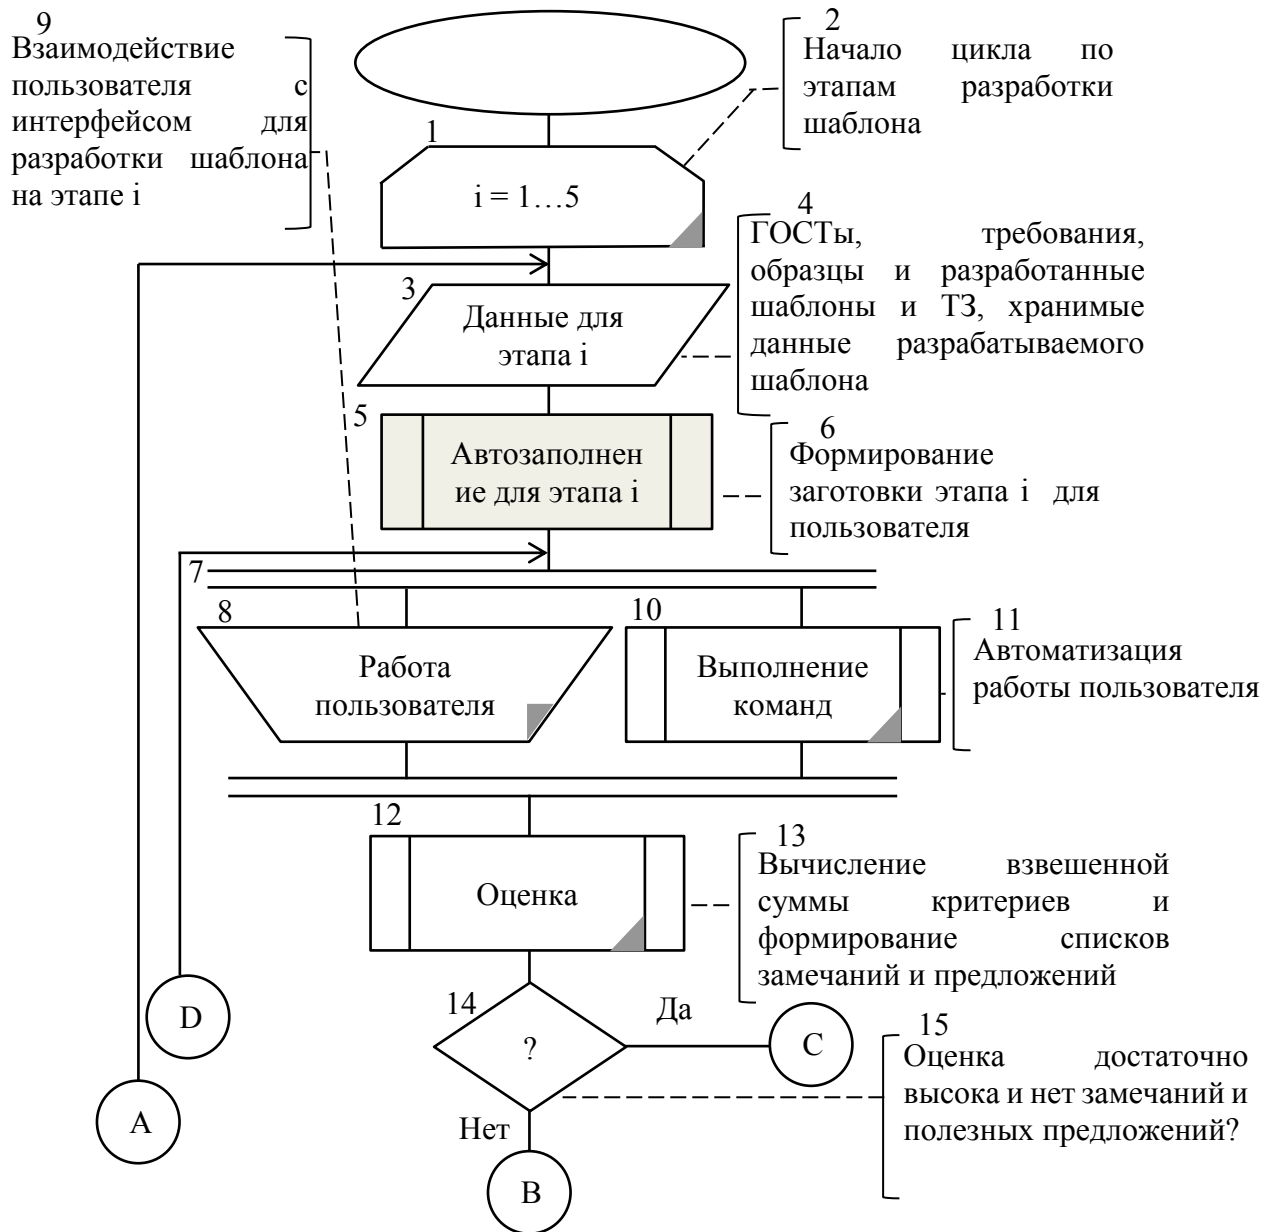 9
Взаимодействие
пользователя с
интерфейсом для
разработки шаблона
на этапе i
2
Начало цикла по
этапам разработки
шаблона
1
i = 1…5
4
ГОСТы, требования,
образцы и разработанные
шаблоны и ТЗ, хранимые
данные разрабатываемого
шаблона
3
Данные для
этапа i
5
Автозаполнен
ие для этапа i
6
Формирование
заготовки этапа i для
пользователя
7
8
Работа
пользователя
10
Выполнение
команд
11
Автоматизация
работы пользователя
12
Оценка
13
Вычисление взвешенной
суммы критериев и
формирование списков
замечаний и предложений
D
14
?
Да
C
15
Оценка достаточно
высока и нет замечаний и
полезных предложений?
A
Нет
B